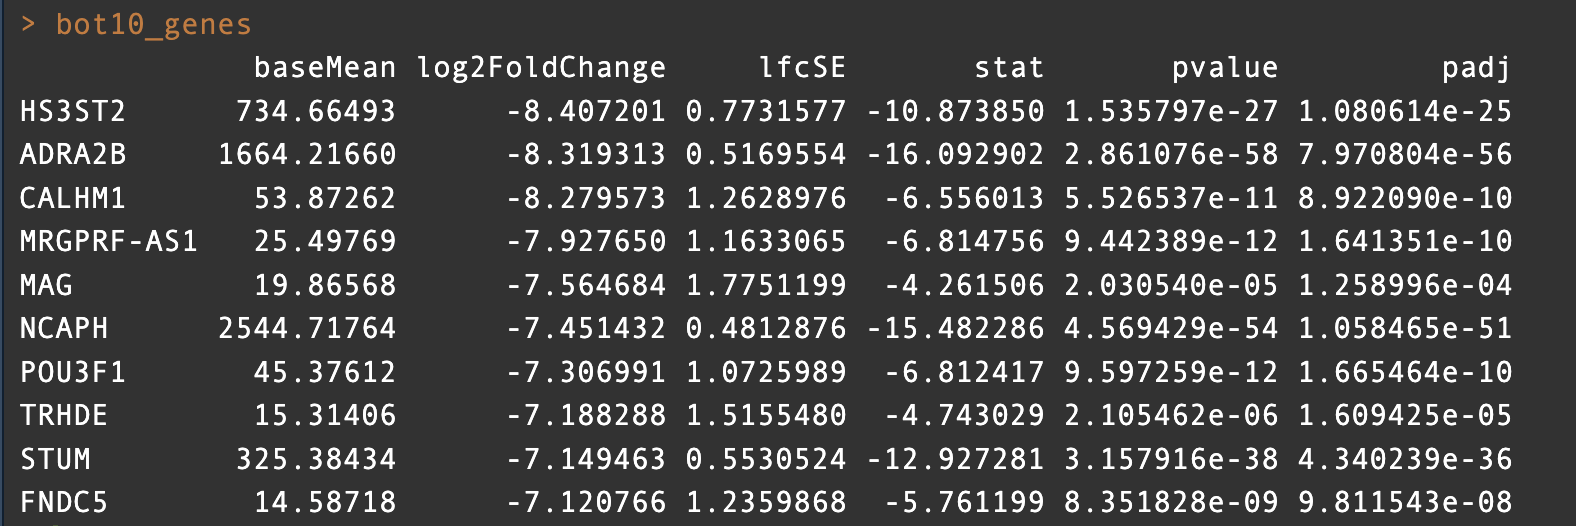 > bot10_genes
baseMean log2FoldChange lfcSE stat pvalue padj
HS3ST2 734.66493 -8.407201 0.7731577 -10.873850 1.535797e-27 1.080614e-25
ADRA2B 1664.21660 -8.319313 0.5169554 -16.092902 2.861076e-58 7.970804e-56
CALHM1 53.87262 -8.279573 1.2628976 -6.556013 5.526537e-11 8.922090e-10
MRGPRF-AS1 25.49769 -7.927650 1.1633065 -6.814756 9.442389e-12 1.641351e-10
MAG 19.86568 -7.564684 1.7751199 -4.261506 2.030540e-05 1.258996e-04
NCAPH 2544.71764 -7.451432 0.4812876 -15.482286 4.569429e-54 1.058465e-51
POU3F1 45.37612 -7.306991 1.0725989 -6.812417 9.597259e-12 1.665464e-10
TRHDE 15.31406 -7.188288 1.5155480 -4.743029 2.105462e-06 1.609425e-05
STUM 325.38434 -7.149463 0.5530524 -12.927281 3.157916e-38 4.340239e-36
FNDC5 14.58718 -7.120766 1.2359868 -5.761199 8.351828e-09 9.811543e-08